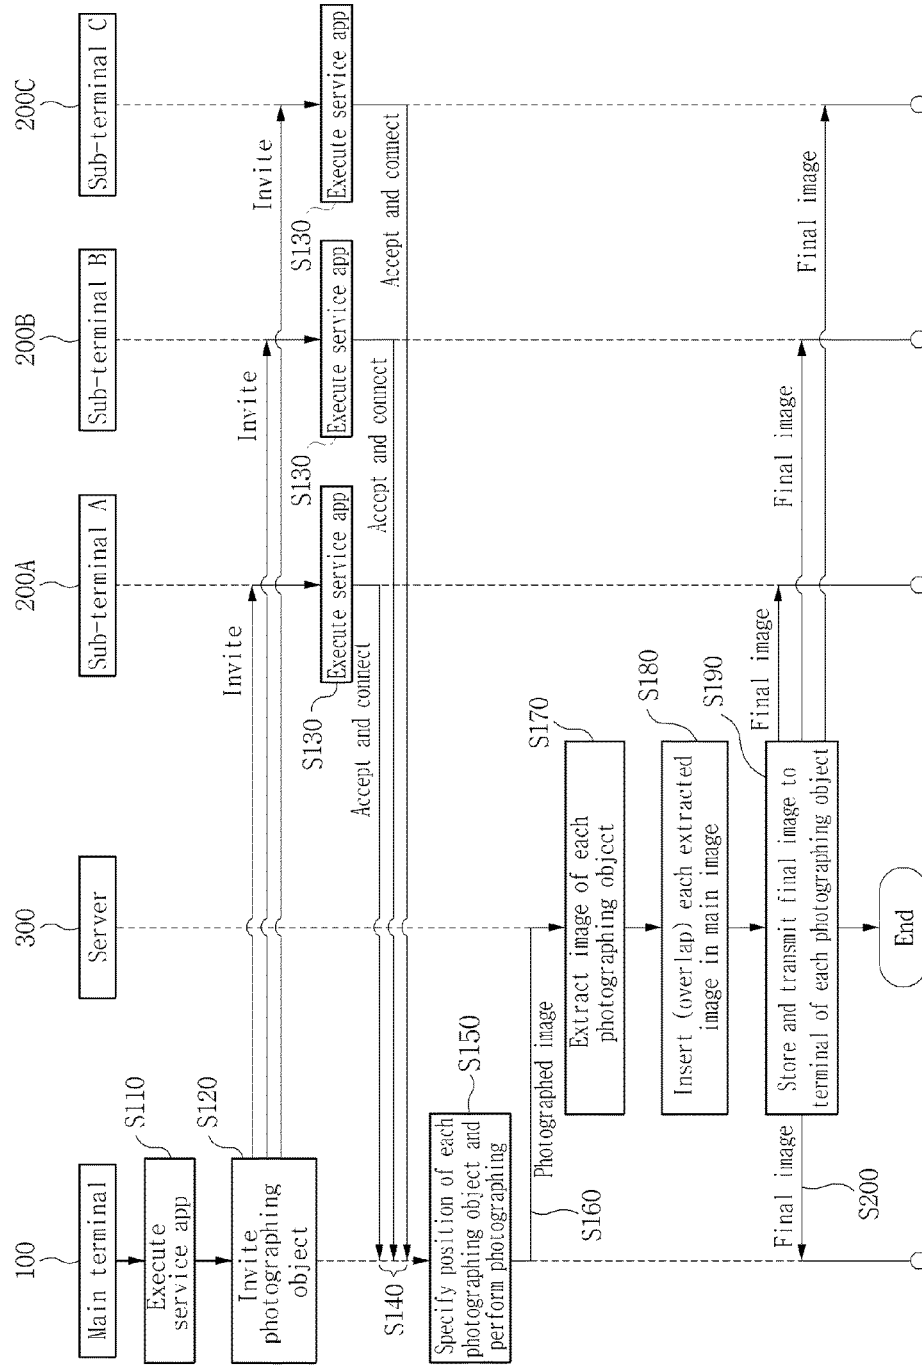 100
300
200A
200B
200C
Main terminal
Server
Sub-terminal A
Sub-terminal B
Sub-terminal C
S110
Execute
service app
S120
Invite
photographing
object
Invite
Invite
Invite
S130
Execute service app
S130
Execute service app
S130
Execute service app
Accept and connect
Accept and connect
Accept and connect
S140
S150
Specify position of each
photographing object and
perform photographing
S160
Photographed image
S170
Extract image of each
photographing object
S180
Insert (overlap) each extracted
image in main image
S190
Store and transmit final image to
terminal of each photographing object
Final image
S200
Final image
Final image
Final image
End